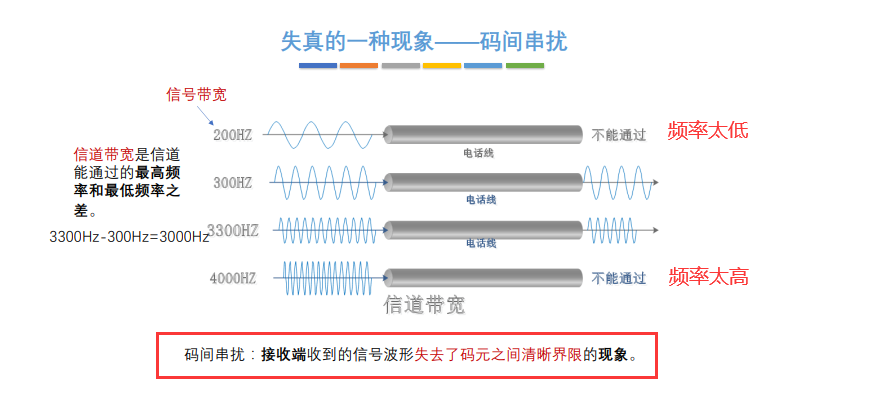 失真的一种现象——码间串扰
信号带宽
200HZ
电话线
不能通过
频率太低
信道带宽是信道
能通过的最高频
率和最低频率之
差。
3300Hz-300Hz=3000Hz
300HZ
电话线
3300HZ
电话线
4000HZ
不能通过
频率太高
信道带宽
码间串扰：接收端收到的信号波形失去了码元之间清晰界限的现象。